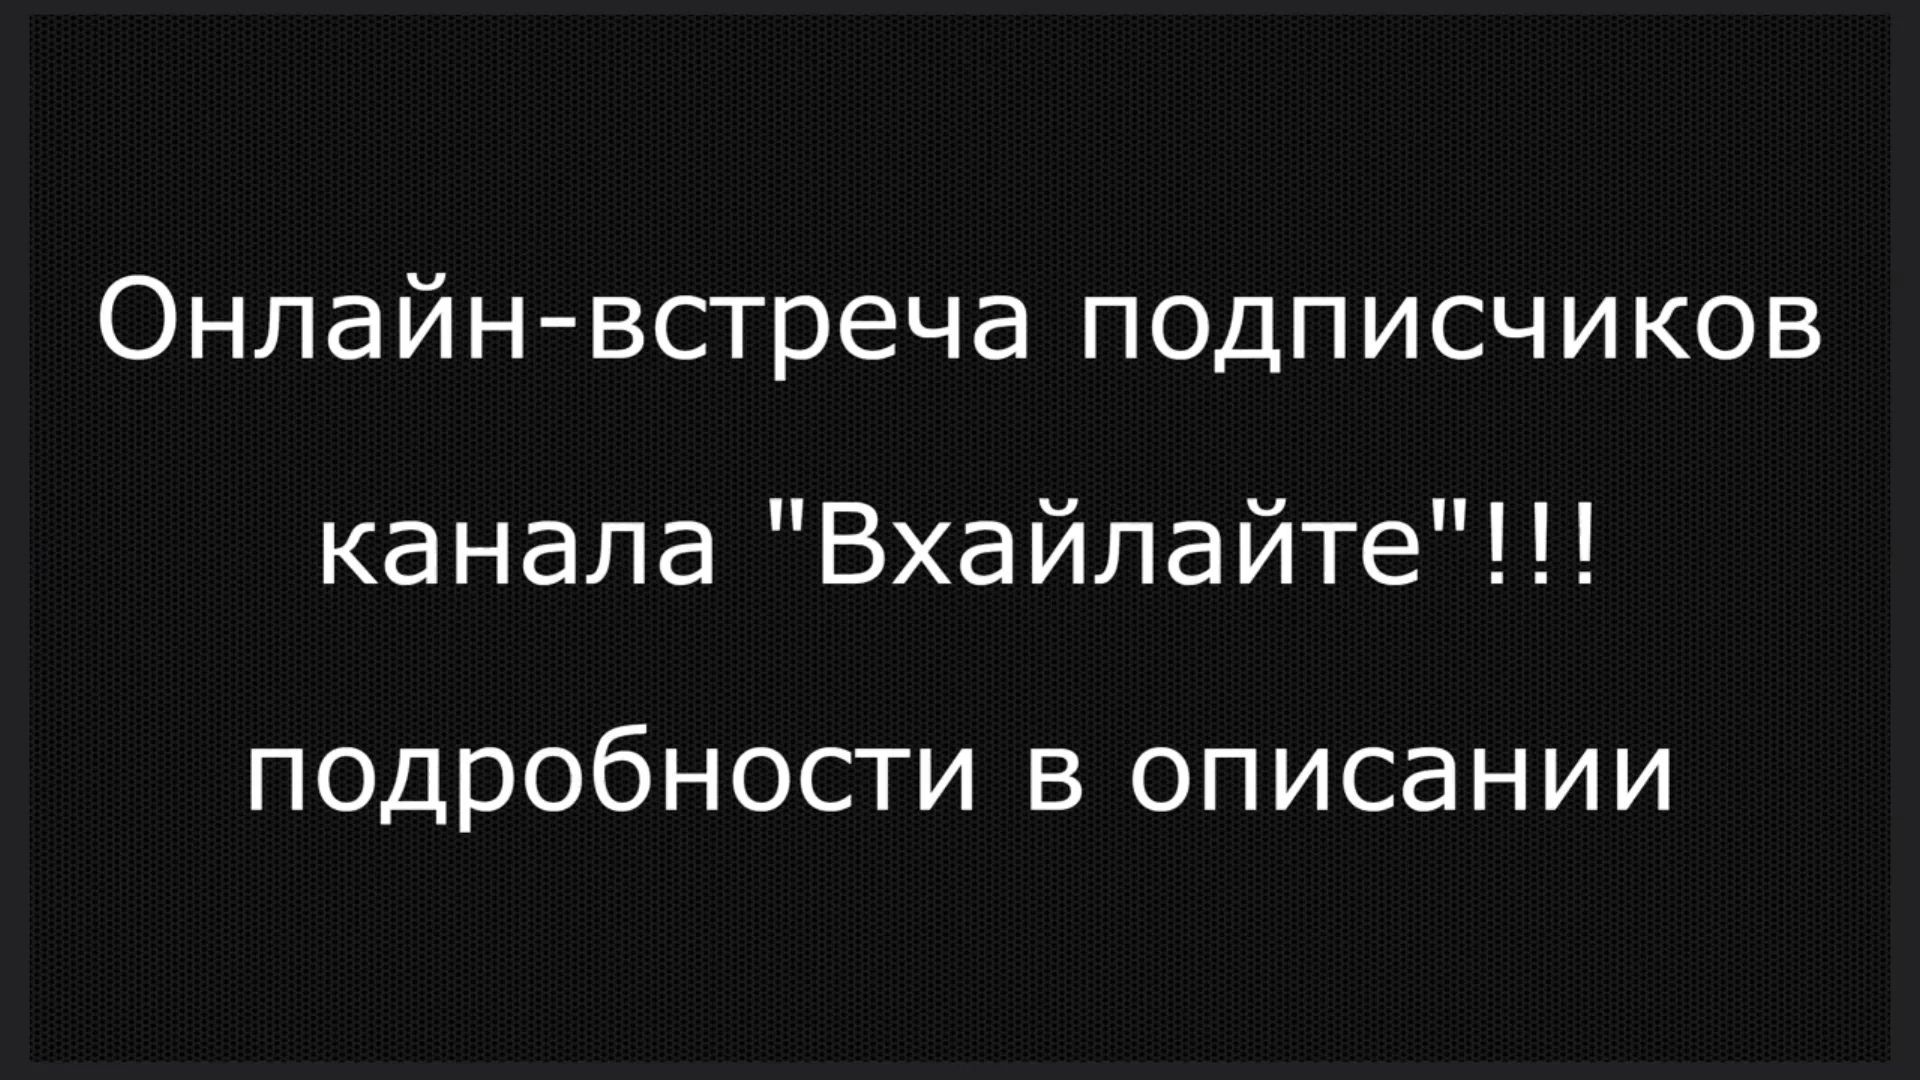 Онлайн-встреча подписчиков
канала "Вхайлайте"!!!
подробности в описании